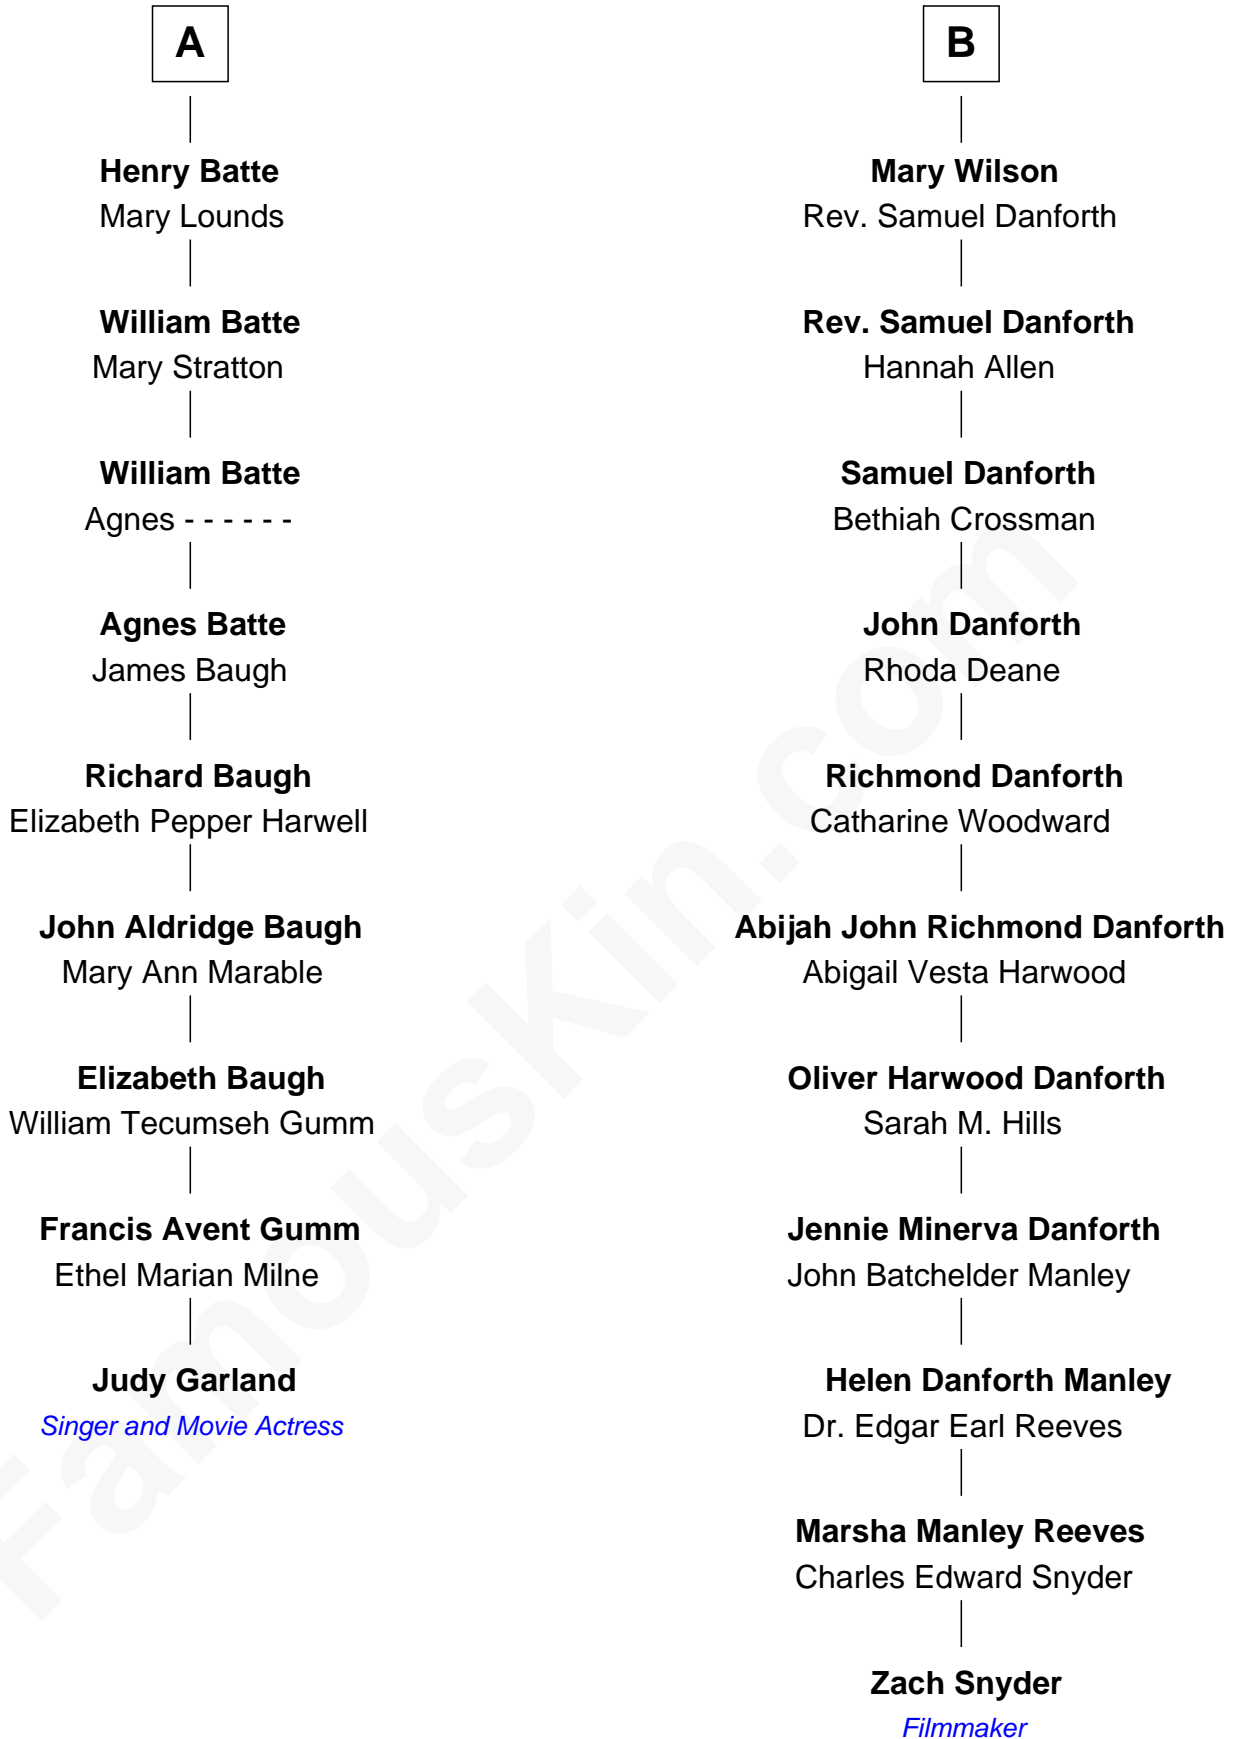 A
Henry Batte
Mary Lounds
William Batte
Mary Stratton
William Batte
Agnes - - - - - -
Agnes Batte
James Baugh
Richard Baugh
Elizabeth Pepper Harwell
John Aldridge Baugh
Mary Ann Marable
Elizabeth Baugh
William Tecumseh Gumm
Francis Avent Gumm
Ethel Marian Milne
Judy Garland
Singer and Movie Actress
B
Mary Wilson
Rev. Samuel Danforth
Rev. Samuel Danforth
Hannah Allen
Samuel Danforth
Bethiah Crossman
John Danforth
Rhoda Deane
Richmond Danforth
Catharine Woodward
Abijah John Richmond Danforth
Abigail Vesta Harwood
Oliver Harwood Danforth
Sarah M. Hills
Jennie Minerva Danforth
John Batchelder Manley
Helen Danforth Manley
Dr. Edgar Earl Reeves
Marsha Manley Reeves
Charles Edward Snyder
Zach Snyder
Filmmaker
FamousKin.com